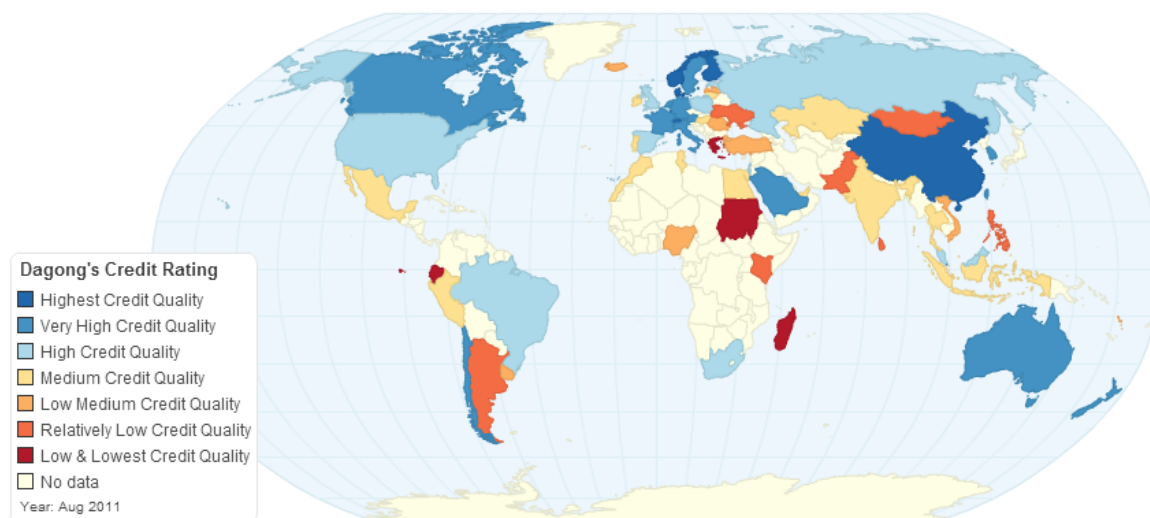 Dagong's Credit Rating
Highest Credit Quality
Very High Credit Quality
High Credit Quality
Medium Credit Quality
Low Medium Credit Quality
Relatively Low Credit Quality
Low & Lowest Credit Quality
No data
Year: Aug 2011